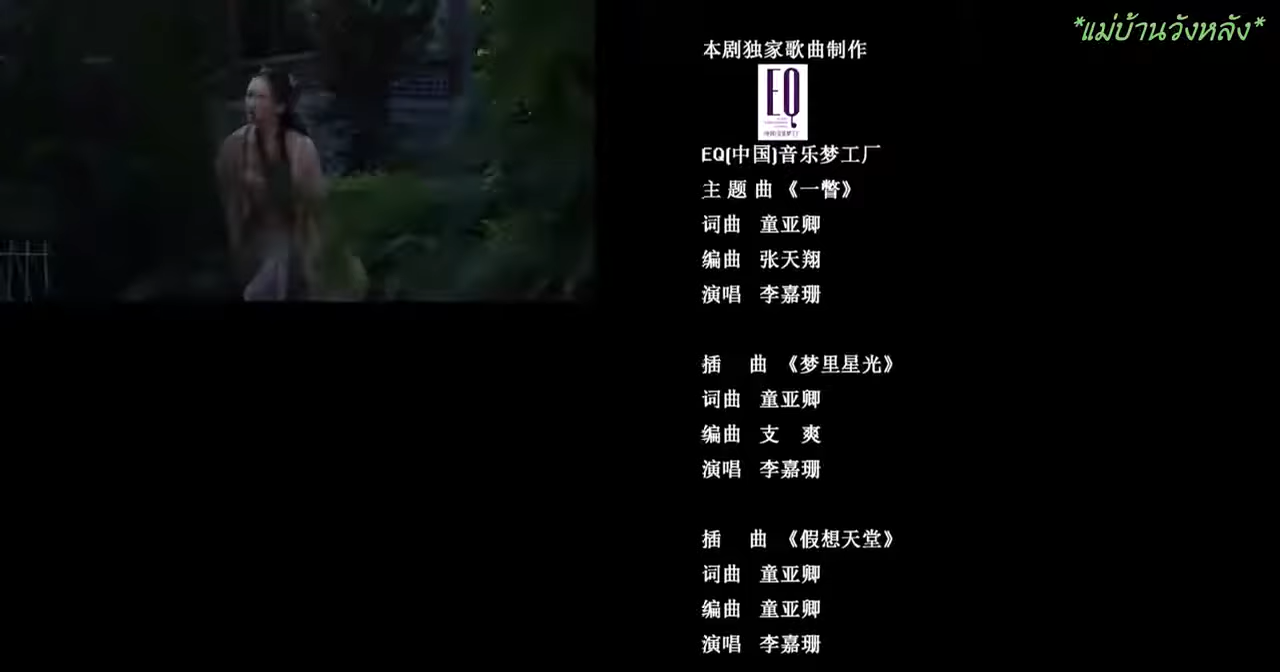 *แม่บ้านวังหลัง*
本剧独家歌曲制作
EQ
EQ(中国)音乐梦工厂
主 题 曲 《一瞥》
词曲 童亚卿
编曲 张天翔
演唱 李嘉珊
插 曲 《梦里星光》
词曲 童亚卿
编曲 支 爽
演唱 李嘉珊
插 曲 《假想天堂》
词曲 童亚卿
编曲 童亚卿
演唱 李嘉珊